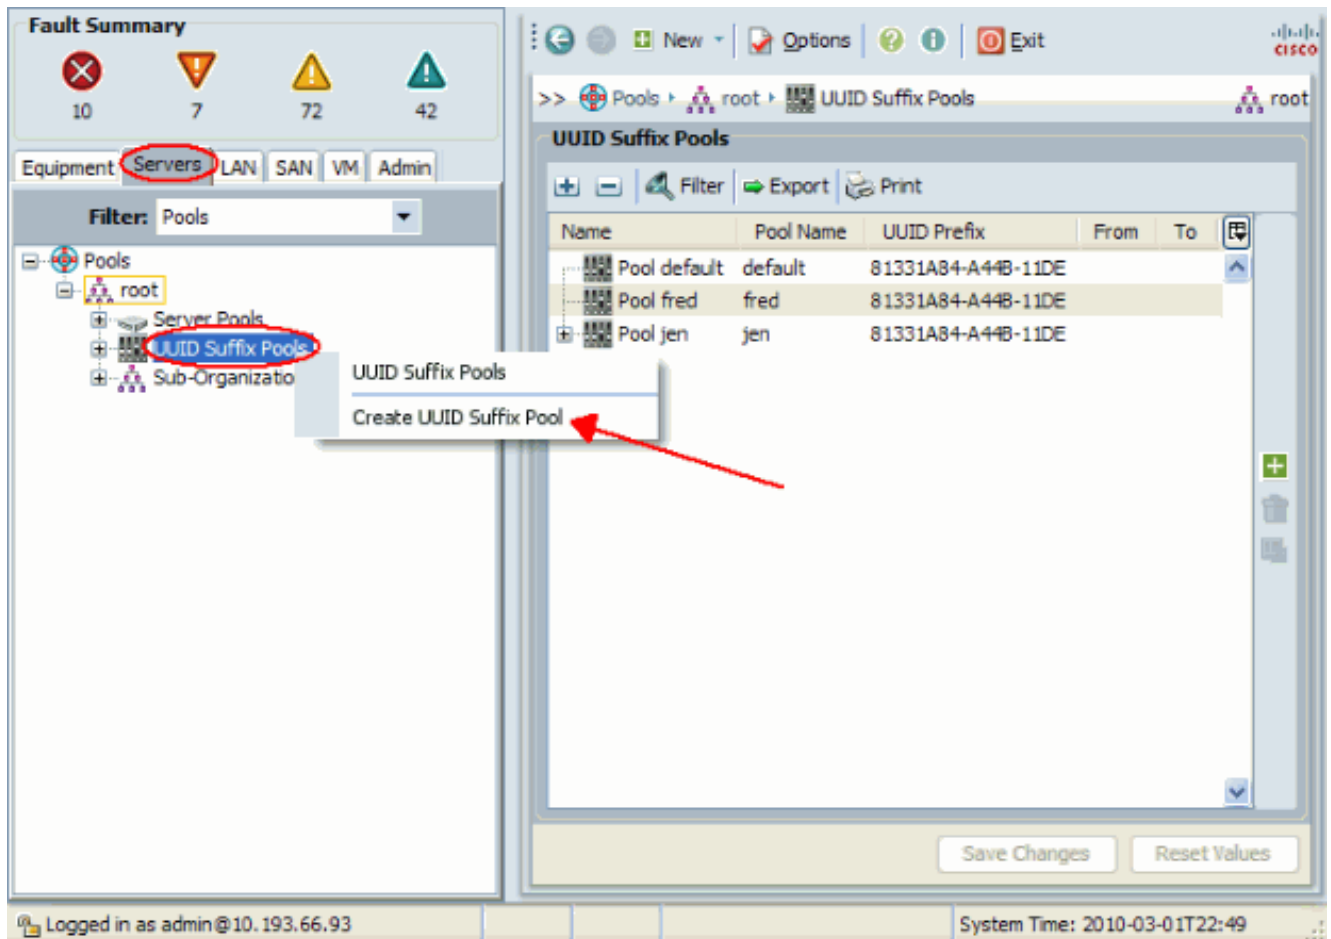 Fault Summary
10 7 72 42
Equipment Servers LAN SAN VM Admin
Filter: Pools
Pools
root
Server Pools
UUID Suffix Pools
Sub-Organizatio
UUID Suffix Pools
Create UUID Suffix Pool
New Options Exit
CISCO
>> Pools root UUID Suffix Pools root
UUID Suffix Pools
Filter Export Print
Name Pool Name UUID Prefix From To
Pool default default 81331A84-A44B-11DE
Pool fred fred 81331A84-A44B-11DE
Pool jen jen 81331A84-A44B-11DE
Save Changes Reset Values
Logged in as admin@10.193.66.93 System Time: 2010-03-01T22:49